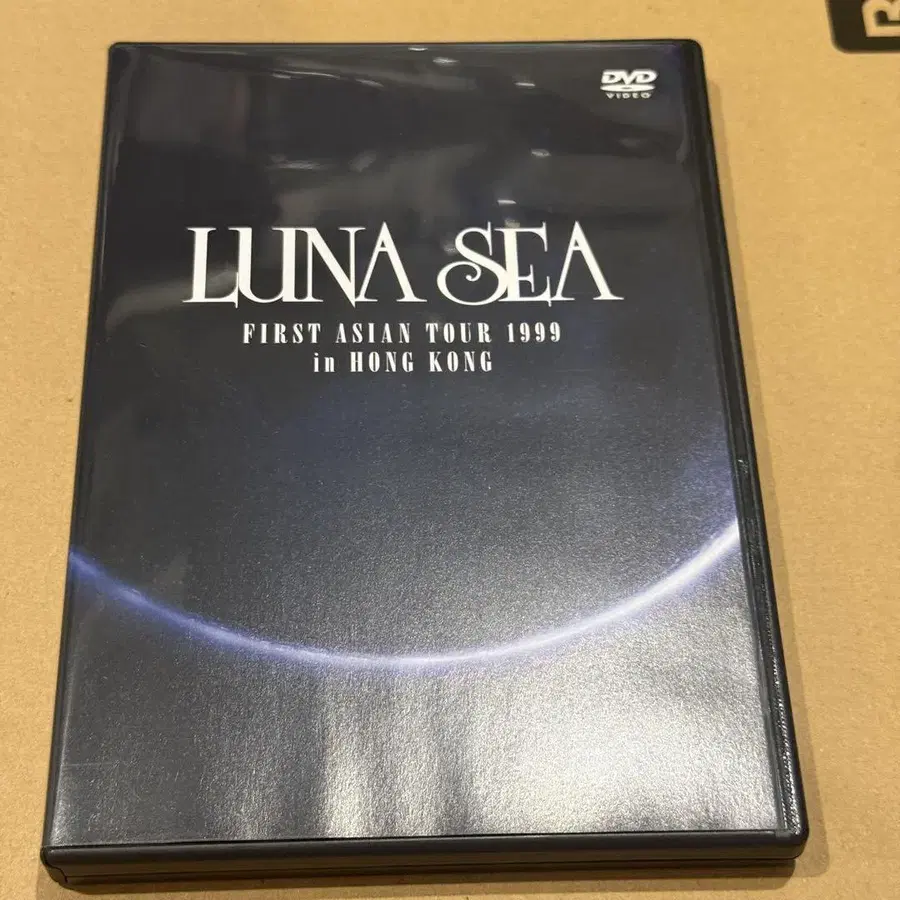 DVD
VIDEO
LUNA SEA
FIRST ASIAN TOUR 1999
in HONG KONG